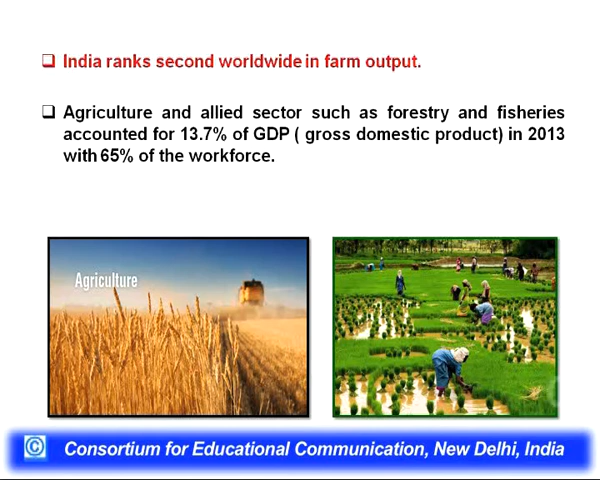 ❑ India ranks second worldwide in farm output.
❑ Agriculture and allied sector such as forestry and fisheries
accounted for 13.7% of GDP ( gross domestic product) in 2013
with 65% of the workforce.
Agriculture
© Consortium for Educational Communication, New Delhi, India